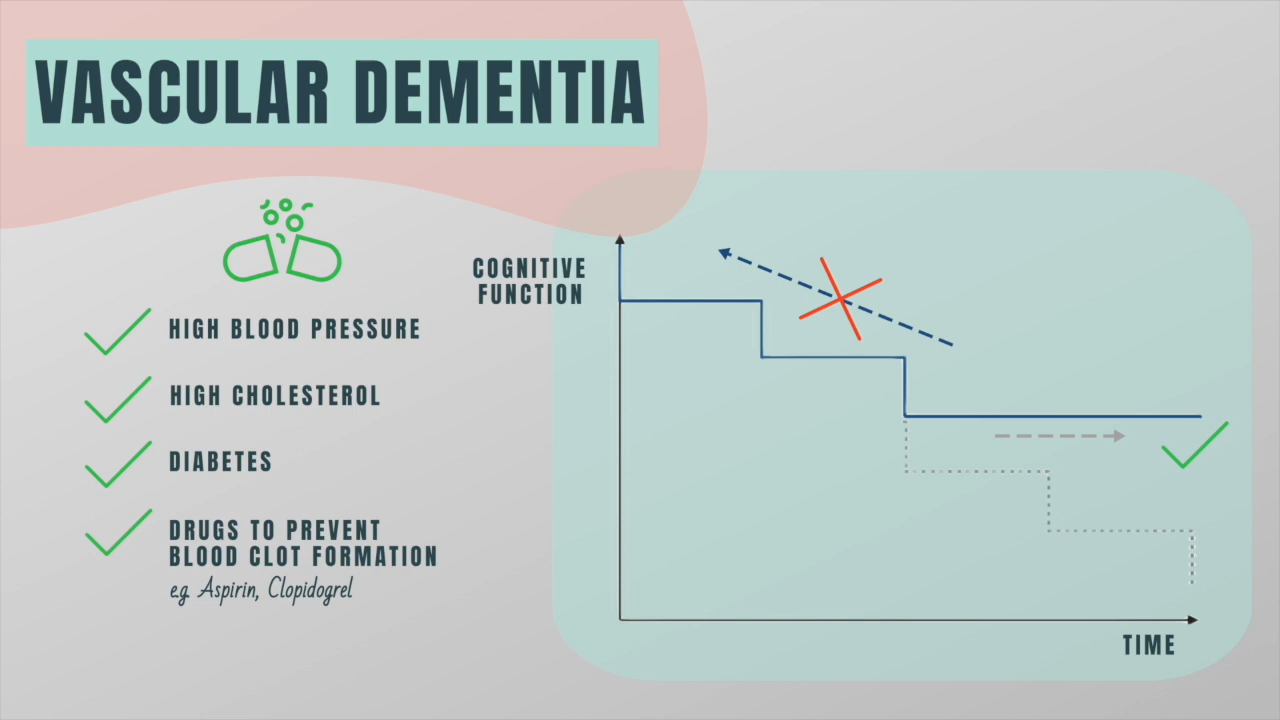 VASCULAR DEMENTIA
HIGH BLOOD PRESSURE
HIGH CHOLESTEROL
DIABETES
DRUGS TO PREVENT
BLOOD CLOT FORMATION
e.g. Aspirin, Clopidogrel
COGNITIVE
FUNCTION
TIME